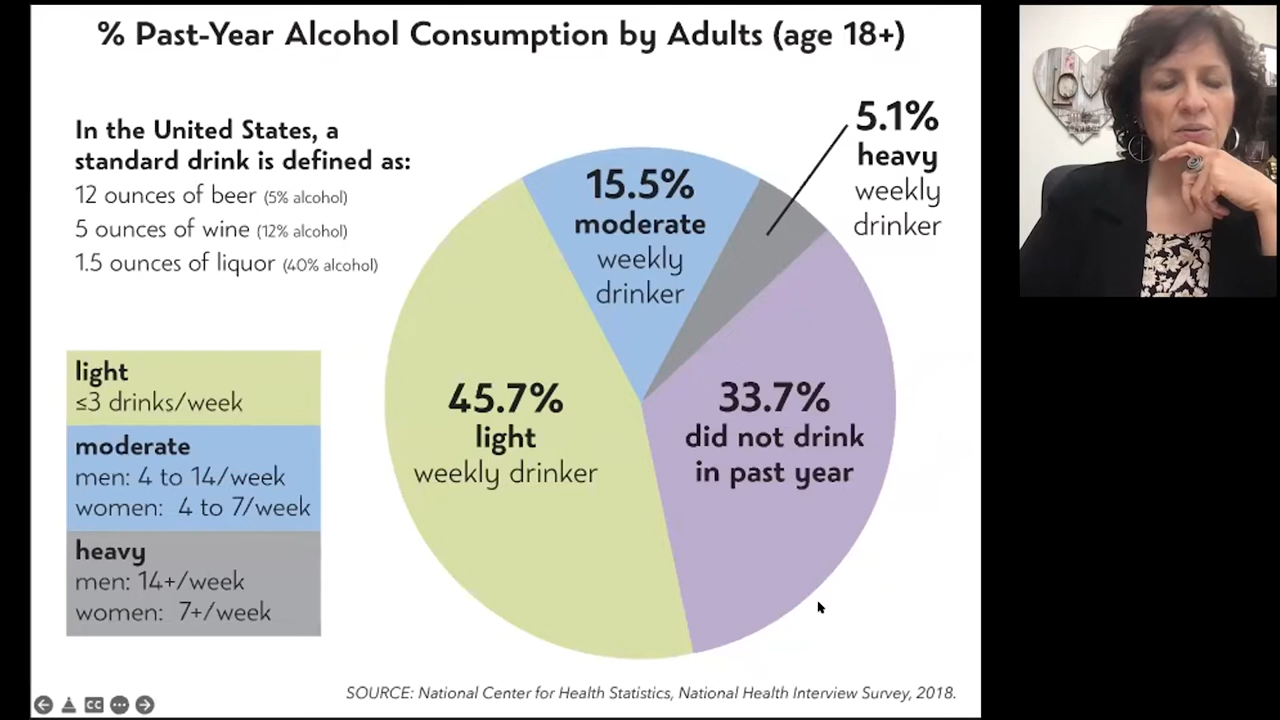 % Past-Year Alcohol Consumption by Adults (age 18+)
In the United States, a
standard drink is defined as:
12 ounces of beer (5% alcohol)
5 ounces of wine (12% alcohol)
1.5 ounces of liquor (40% alcohol)
light
≤3 drinks/week
moderate
men: 4 to 14/week
women: 4 to 7/week
heavy
men: 14+/week
women: 7+/week
15.5%
moderate
weekly
drinker
5.1%
heavy
weekly
drinker
45.7%
light
weekly drinker
33.7%
did not drink
in past year
SOURCE: National Center for Health Statistics, National Health Interview Survey, 2018.
CC